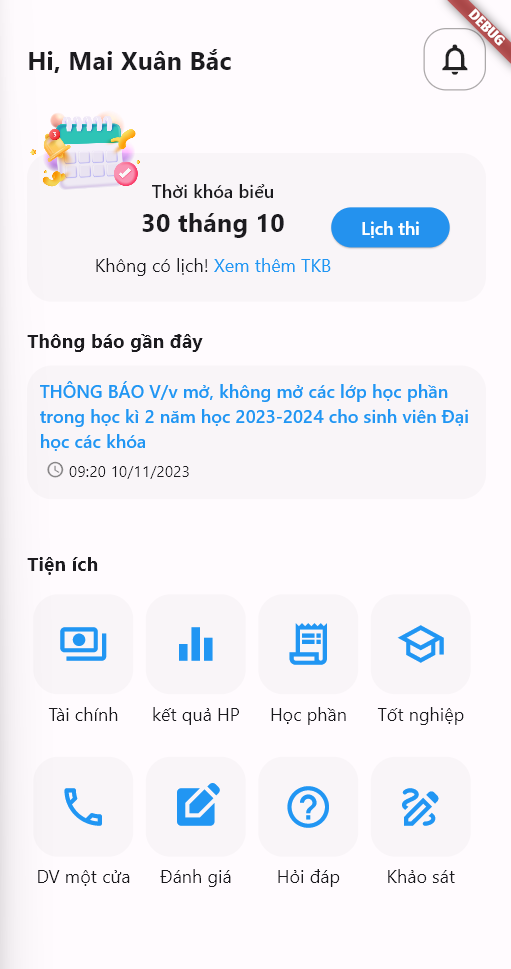 DEBUG
Hi, Mai Xuân Bắc
3
Thời khóa biểu
30 tháng 10
Lịch thi
Không có lịch! Xem thêm TKB
Thông báo gần đây
THÔNG BÁO V/v mở, không mở các lớp học phần
trong học kì 2 năm học 2023-2024 cho sinh viên Đại
học các khóa
09:20 10/11/2023
Tiện ích
Tài chính
kết quả HP
Học phần
Tốt nghiệp
DV một cửa
Đánh giá
Hỏi đáp
Khảo sát